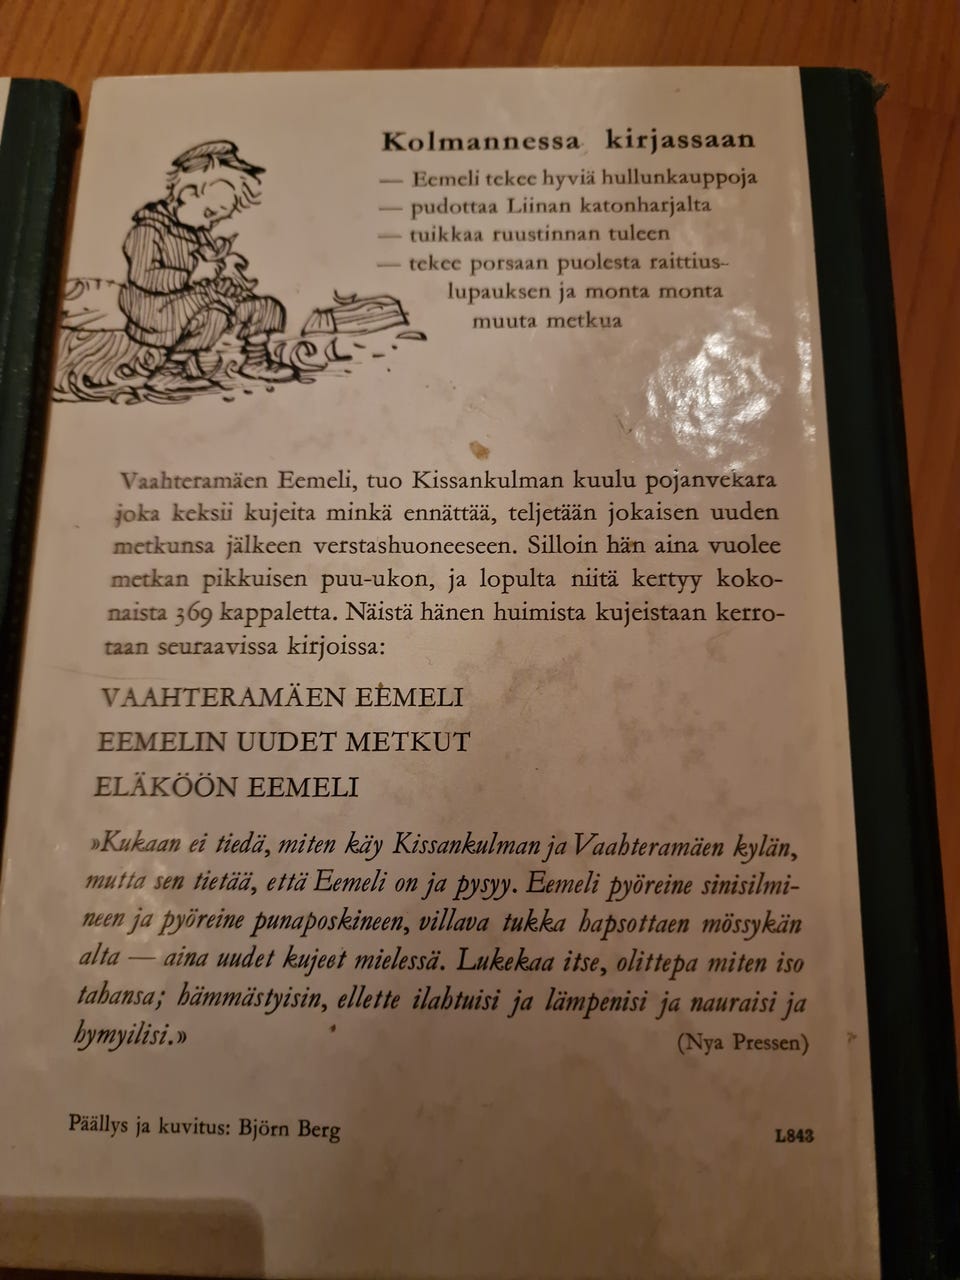 Kolmannessa kirjassaan
— Eemeli tekee hyviä hullunkauppoja
— pudottaa Liinan katonharjalta
— tuikkaa ruustinnan tuleen
— tekee porsaan puolesta raittius-
lupauksen ja monta monta
muuta metkua
Vaahteramäen Eemeli, tuo Kissankulman kuulu pojanvekara
joka keksii kujeita minkä ennättää, teljetään jokaisen uuden
metkunsa jälkeen verstashuoneeseen. Silloin hän aina vuolee
metkan pikkuisen puu-ukon, ja lopulta niitä kertyy koko-
naista 369 kappaletta. Näistä hänen huimista kujeistaan kerro-
taan seuraavissa kirjoissa:
VAAHTERAMÄEN EEMELI
EEMELIN UUDET METKUT
ELÄKÖÖN EEMELI
»Kukaan ei tiedä, miten käy Kissankulman ja Vaahteramäen kylän,
mutta sen tietää, että Eemeli on ja pysyy. Eemeli pyöreine sinisilmi-
neen ja pyöreine punaposkineen, villava tukka hapsottaen mössykän
alta — aina uudet kujeet mielessä. Lukekaa itse, olittepa miten iso
tahansa; hämmästyisin, ellette ilahtuisi ja lämpenisi ja nauraisi ja
hymyilisi.»
(Nya Pressen)
Päällys ja kuvitus: Björn Berg
L843